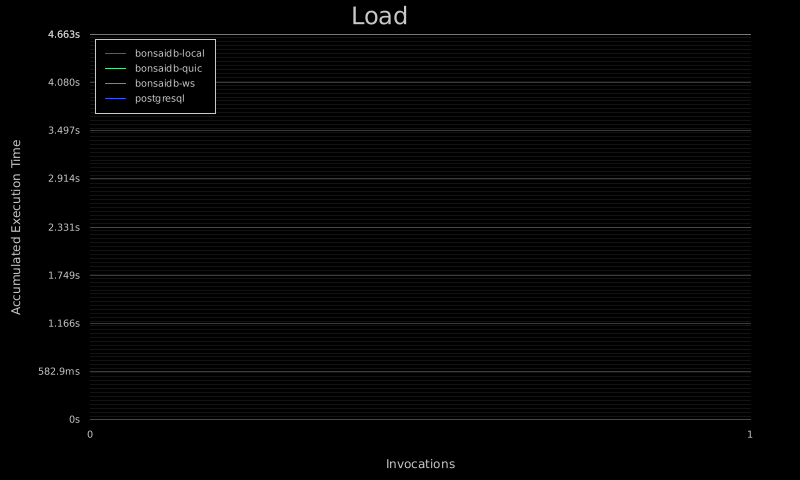 Load
4.663s
bonsaidb-local
bonsaidb-quic
4.080s
bonsaidb-ws
postgresql
3.497s
2.914s
2.331s
1.749s
1.166s
582.9ms
0s
Accumulated Execution Time
0
1
Invocations